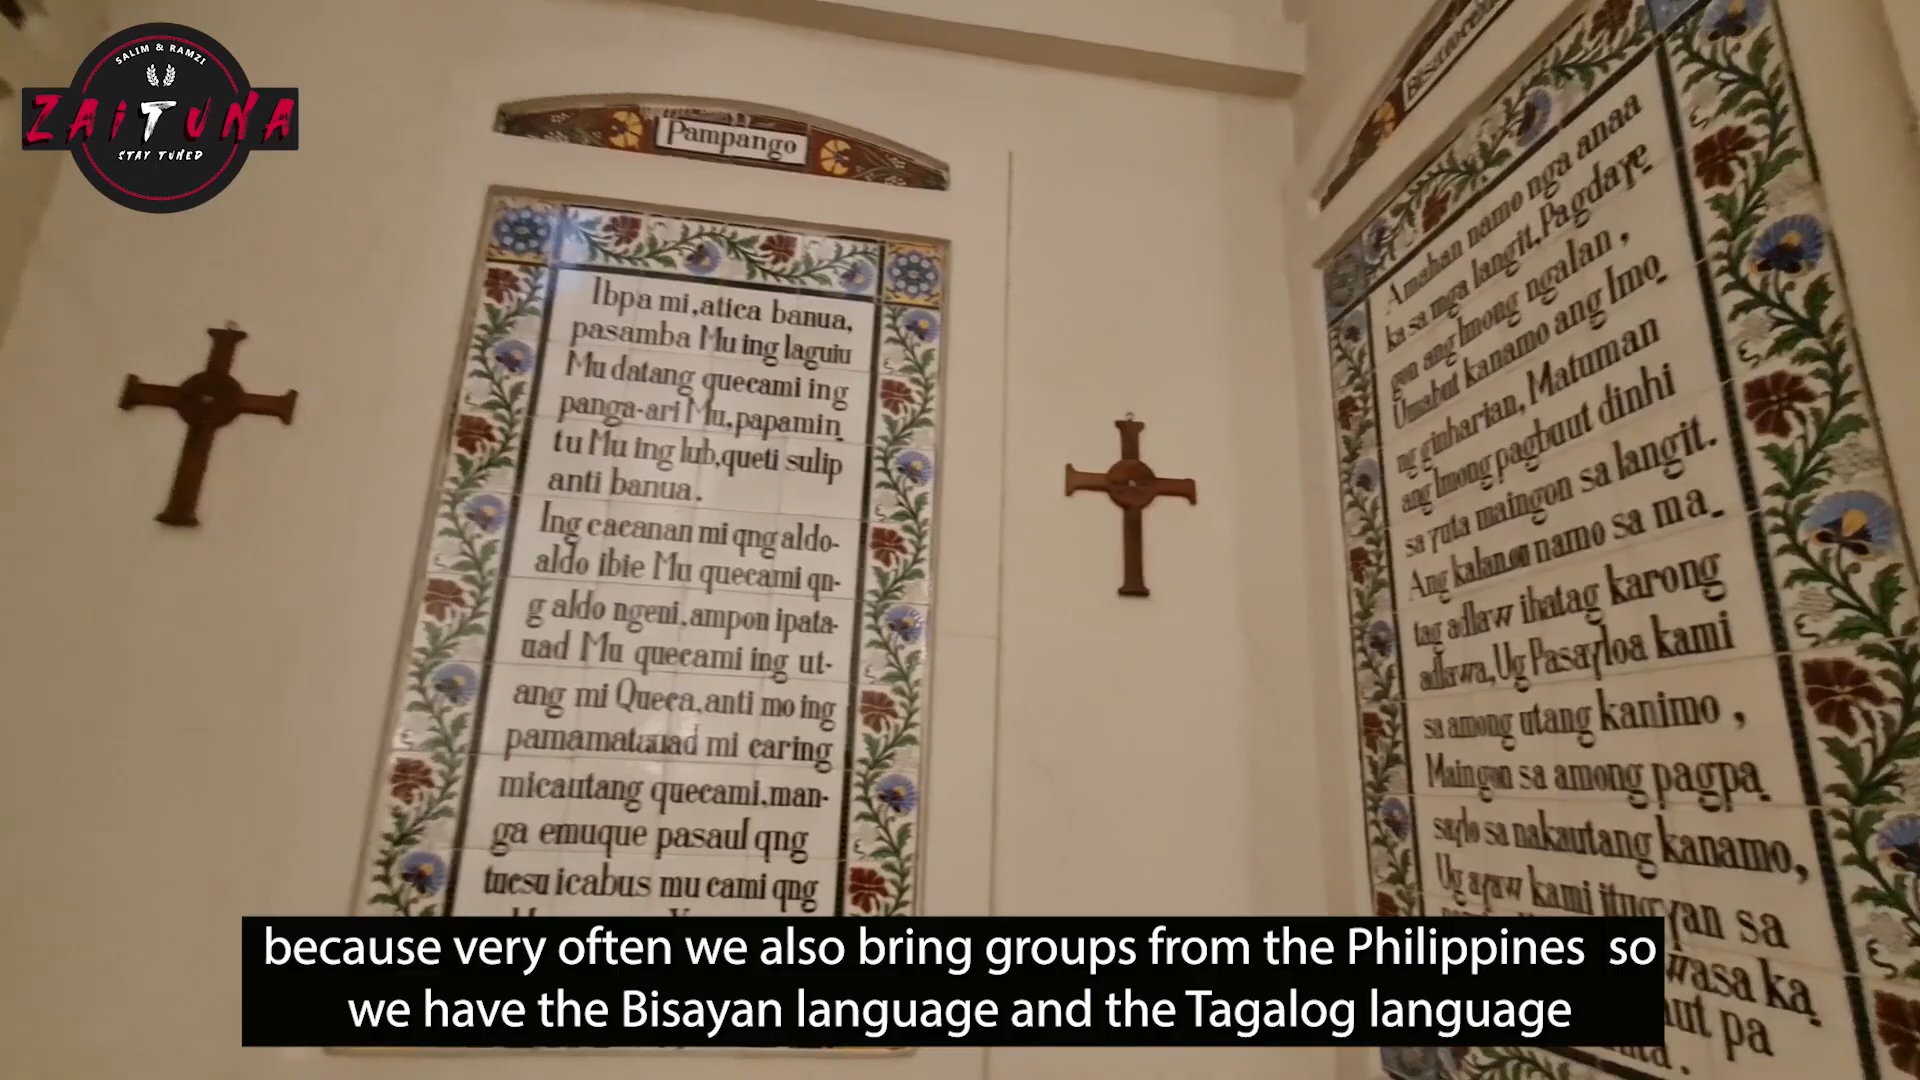 SALIM & RAMZI
ZAITUNA
STAY TUNED
Pampango
Ibpa mi, atica banua,
pasamba Mu ing laguiu
Mu datang quecami ing
panga-ari Mu, papamin
tu Mu ing lub, queti sulip
anti banua.
Ing cacanan mi qng aldo-
aldo ibie Mu quecami qn-
g aldo ngeni, ampon ipata-
uad Mu quecami ing ut-
ang mi Queca, anti mo ing
pamamatauad mi caring
micautang quecami, man-
ga emuque pasaul qng
tucsu icabus mu cami qng
Amahan namo nga anaa
ka sa mga langit, Pagdaye
gon ang Imong ngalan,
Umabut kanamo ang Imo
ng ginharian, Matuman
ang Imong pagbuut dinhi
sa yuta maingon sa langit.
Ang kalanon namo sa ma
tag adlaw ihatag karong
adlawa, Ug Pasayloa kami
sa among utang kanimo,
Maingon sa among pagpa
saylo sa nakautang kanamo,
Ug ayaw kami itugyan sa
wasa ka
ut pa
because very often we also bring groups from the Philippines so
we have the Bisayan language and the Tagalog language